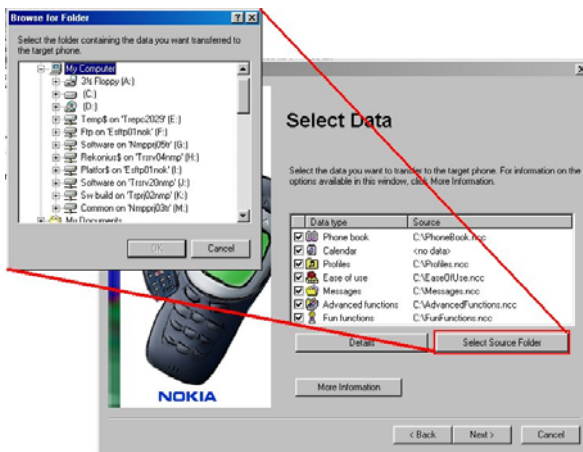 Browse for Folder
Select the folder containing the data you want transferred to
the target phone.
My Computer
3½ Floppy (A:)
(C:)
(D:)
Temp$ on 'Trepc2029' (E:)
Ftp on 'Esftp01nok' (F:)
Software on 'Nmpprj05tr' (G:)
Rekonius$ on 'Trsrv04nmp' (H:)
Platfor$ on 'Esftp01nok' (I:)
Software on 'Trsrv20nmp' (J:)
Sw build on 'Trprj02nmk' (K:)
Common on 'Nmpprj03tr' (M:)
My Documents
OK
Cancel
Select Data
Select the data you want to transfer to the target phone. For information on the
options available in this window, click More Information.
Data type Source
Phone book C:\PhoneBook.ncc
Calendar <no data>
Profiles C:\Profiles.ncc
Ease of use C:\EaseOfUse.ncc
Messages C:\Messages.ncc
Advanced functions C:\AdvancedFunctions.ncc
Fun functions C:\FunFunctions.ncc
Details
Select Source Folder
More Information
NOKIA
< Back
Next >
Cancel